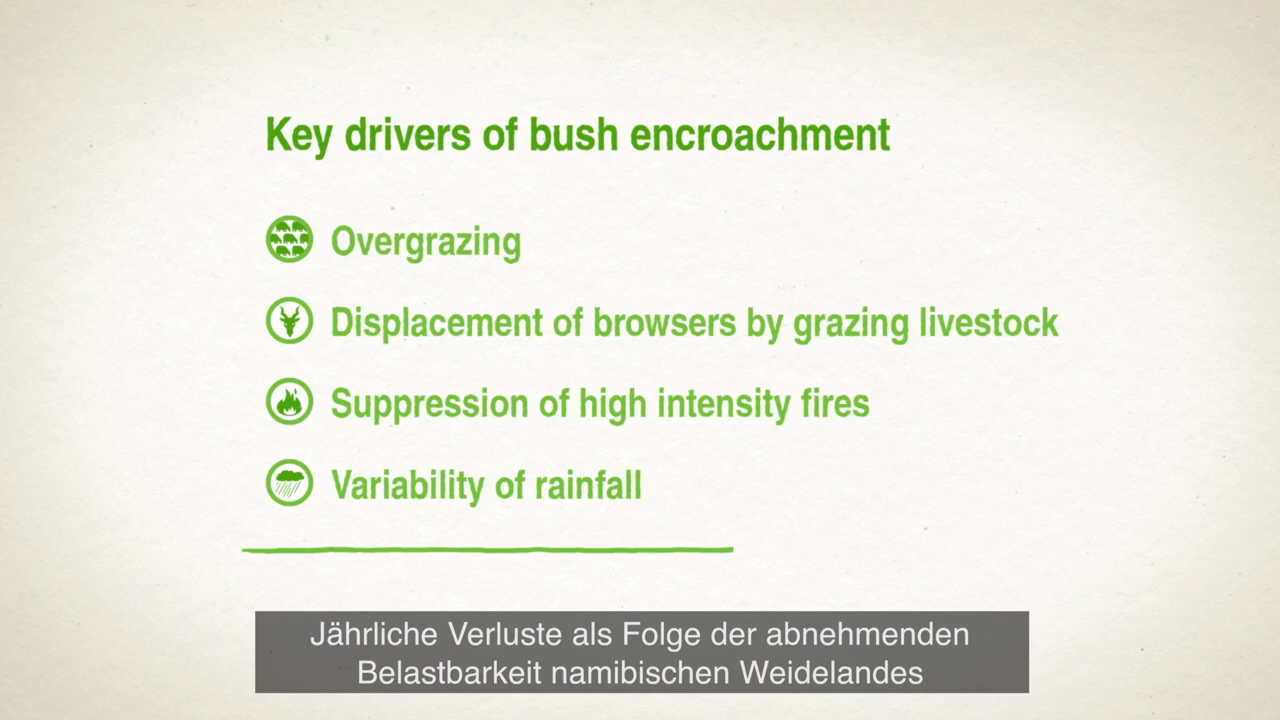 Key drivers of bush encroachment
Overgrazing
Displacement of browsers by grazing livestock
Suppression of high intensity fires
Variability of rainfall
Jährliche Verluste als Folge der abnehmenden
Belastbarkeit namibischen Weidelandes